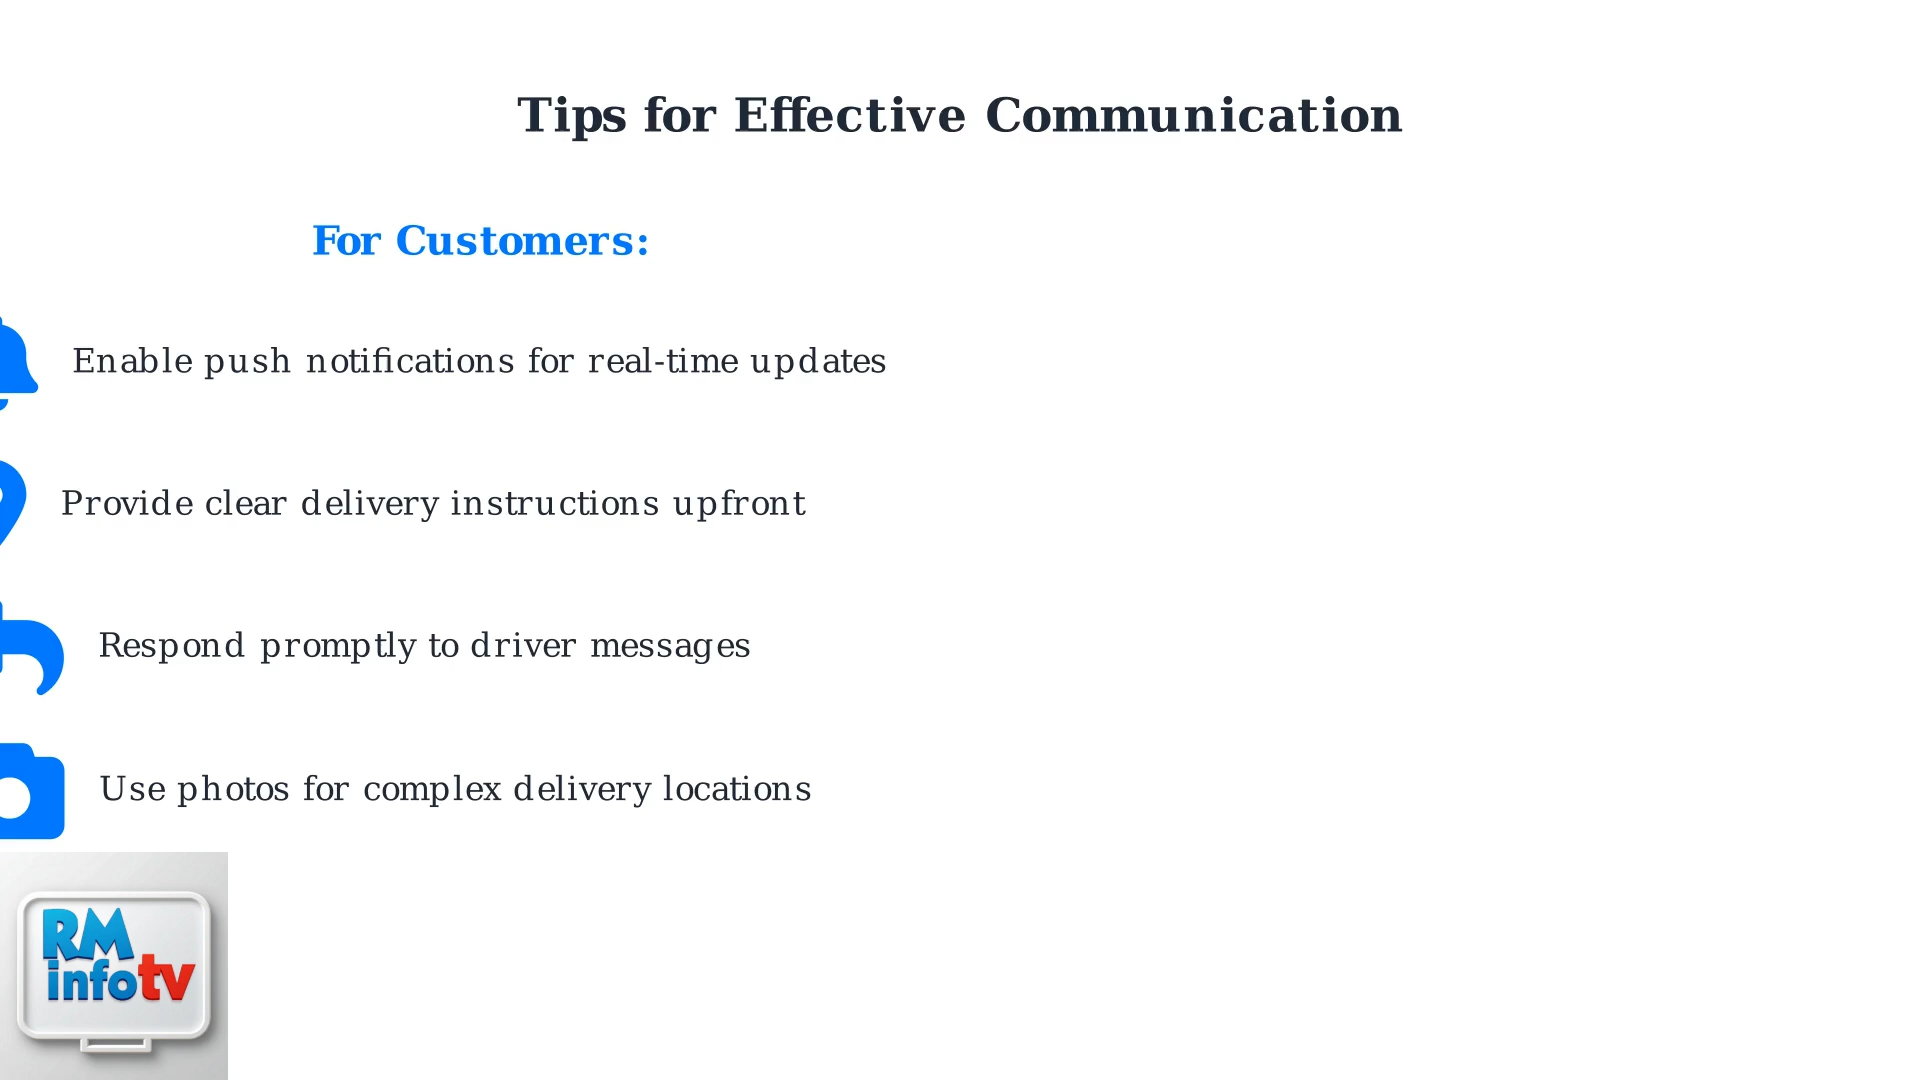 Tips for Effective Communication
For Customers:
Enable push notifications for real-time updates
Provide clear delivery instructions upfront
Respond promptly to driver messages
Use photos for complex delivery locations
RM
infotv